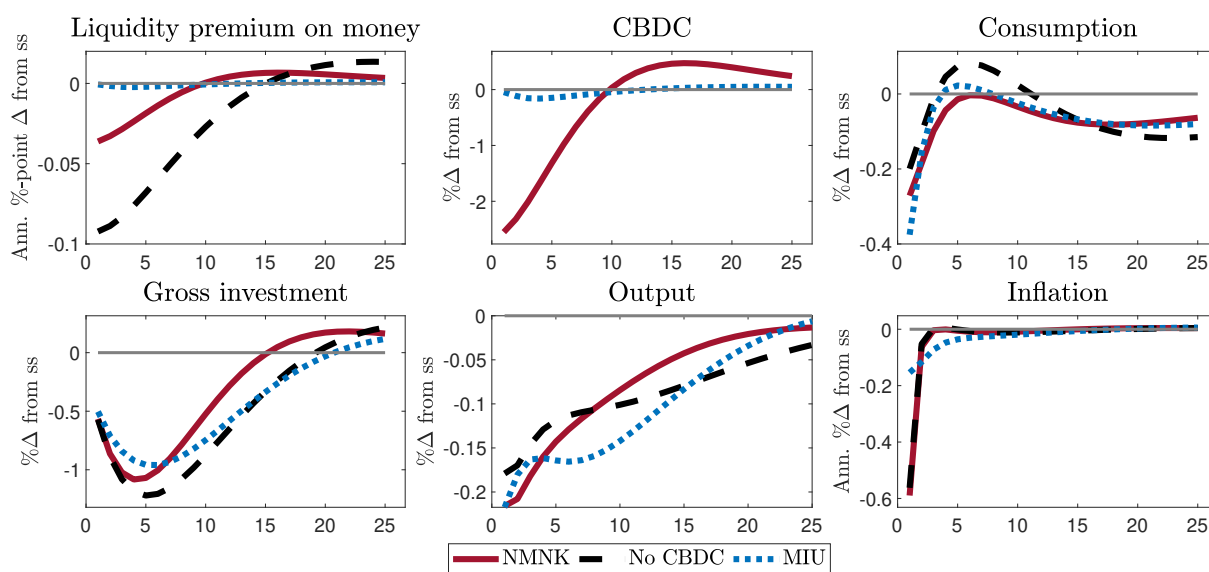 Liquidity premium on money
CBDC
Consumption
Ann. %-point Δ from ss
0
-0.05
-0.1
0 5 10 15 20 25
%Δ from ss
0
-1
-2
0 5 10 15 20 25
%Δ from ss
0
-0.2
-0.4
0 5 10 15 20 25
Gross investment
Output
Inflation
%Δ from ss
0
-0.5
-1
0 5 10 15 20 25
%Δ from ss
0
-0.05
-0.1
-0.15
-0.2
0 5 10 15 20 25
Ann. %Δ from ss
0
-0.2
-0.4
-0.6
0 5 10 15 20 25
NMNK No CBDC MIU